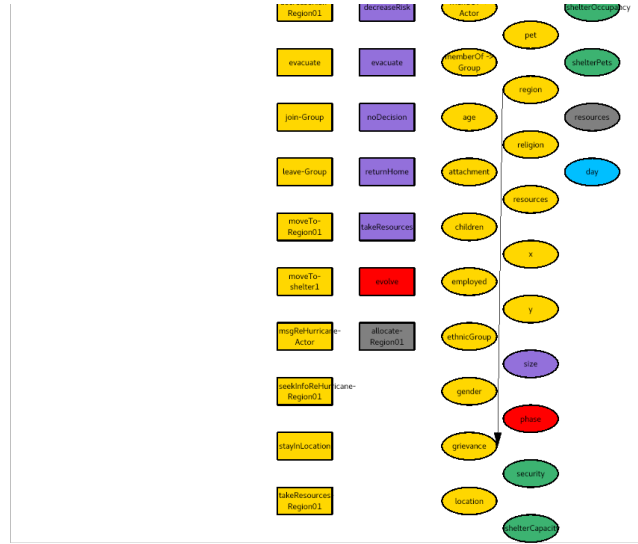 Region01
decreaseRisk
Actor
shelterOccupancy
pet
evacuate
evacuate
memberOf ->
Group
shelterPets
region
join-Group
noDecision
age
resources
religion
leave-Group
returnHome
attachment
day
resources
moveTo-
Region01
takeResources
children
x
moveTo-
shelter1
evolve
employed
y
msgReHurricane-
Actor
allocate-
Region01
ethnicGroup
size
seekInfoReHurricane-
Region01
gender
phase
stayInLocation
grievance
security
takeResources
Region01
location
shelterCapacity